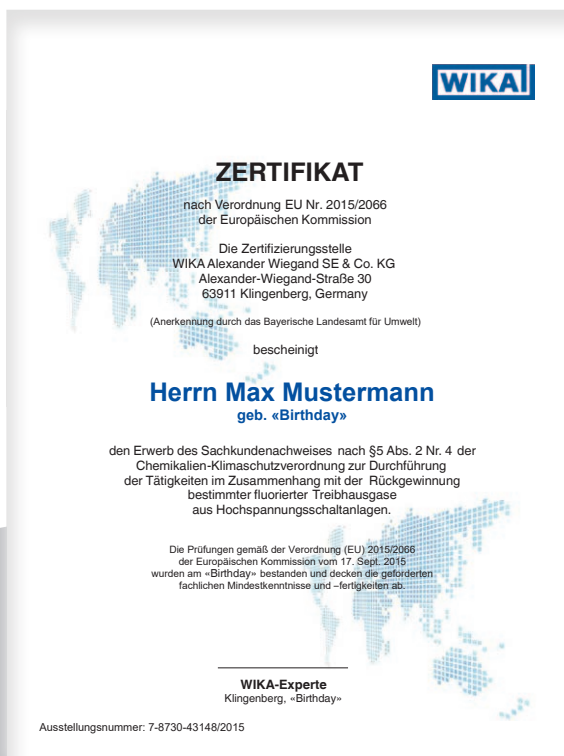 WIKA
ZERTIFIKAT
nach Verordnung EU Nr. 2015/2066
der Europäischen Kommission
Die Zertifizierungsstelle
WIKA Alexander Wiegand SE & Co. KG
Alexander-Wiegand-Straße 30
63911 Klingenberg, Germany
(Anerkennung durch das Bayerische Landesamt für Umwelt)
bescheinigt
Herrn Max Mustermann
geb. «Birthday»
den Erwerb des Sachkundenachweises nach §5 Abs. 2 Nr. 4 der
Chemikalien-Klimaschutzverordnung zur Durchführung
der Tätigkeiten im Zusammenhang mit der Rückgewinnung
bestimmter fluorierter Treibhausgase
aus Hochspannungsschaltanlagen.
Die Prüfungen gemäß der Verordnung (EU) 2015/2066
der Europäischen Kommission vom 17. Sept. 2015
wurden am «Birthday» bestanden und decken die geforderten
fachlichen Mindestkenntnisse und –fertigkeiten ab.
WIKA-Experte
Klingenberg, «Birthday»
Ausstellungsnummer: 7-8730-43148/2015